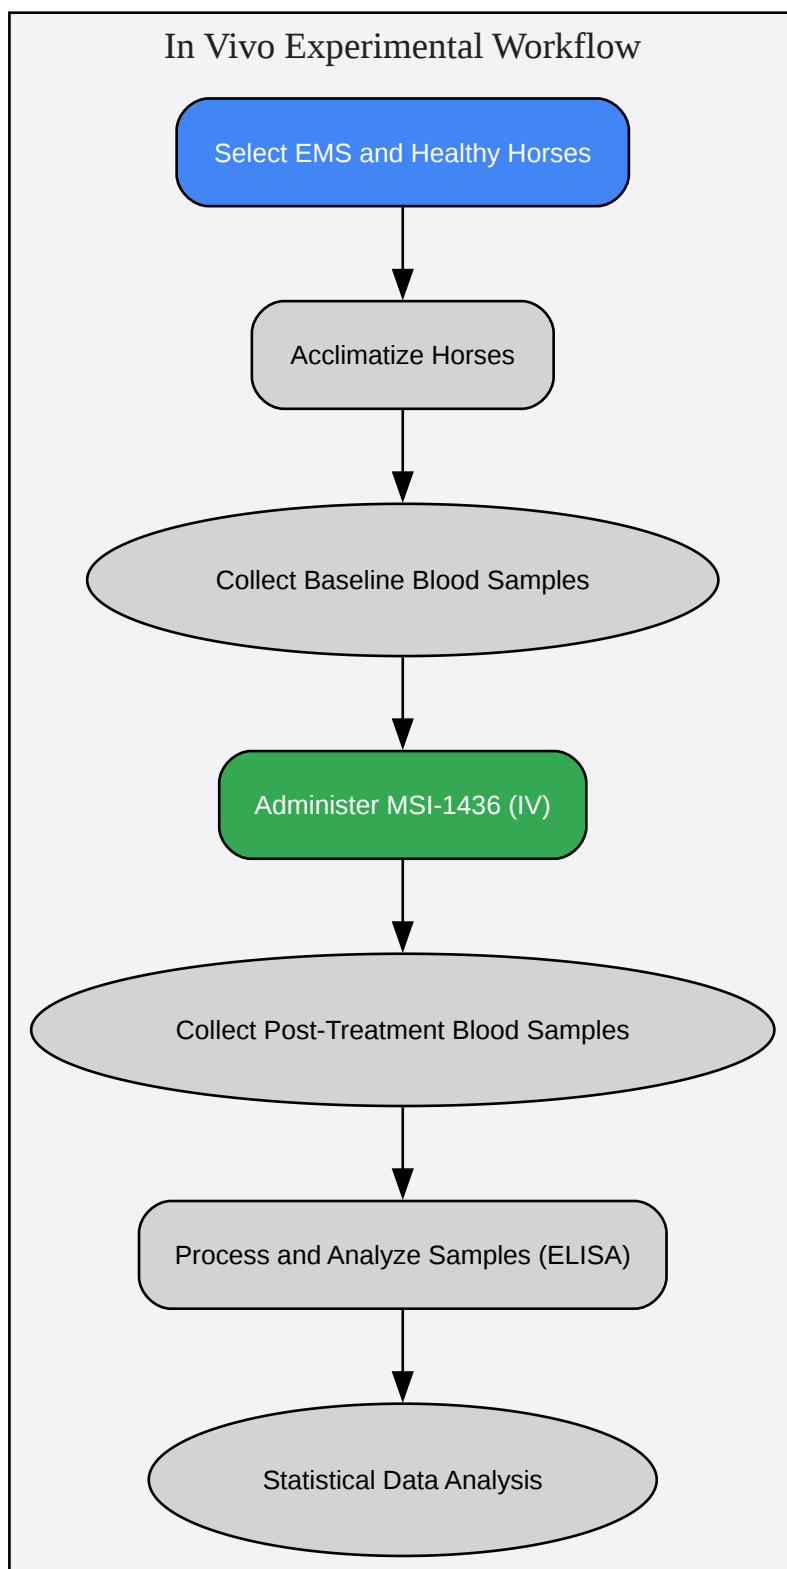 In Vivo Experimental Workflow
Select EMS and Healthy Horses
Acclimatize Horses
Collect Baseline Blood Samples
Administer MSI-1436 (IV)
Collect Post-Treatment Blood Samples
Process and Analyze Samples (ELISA)
Statistical Data Analysis